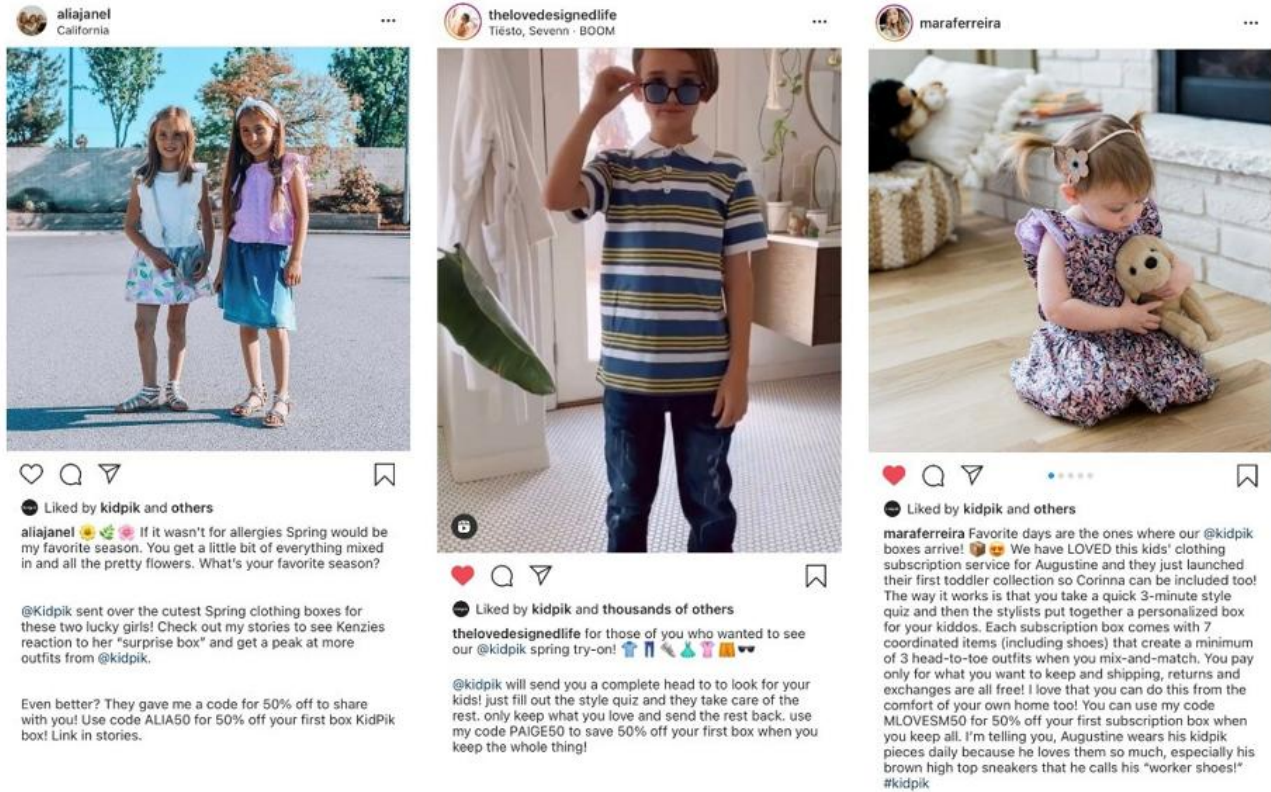 aliajanel
California
Liked by kidpik and others
aliajanel 🌼🌿🌸 If it wasn't for allergies Spring would be
my favorite season. You get a little bit of everything mixed
in and all the pretty flowers. What's your favorite season?
@Kidpik sent over the cutest Spring clothing boxes for
these two lucky girls! Check out my stories to see Kenzies
reaction to her "surprise box" and get a peak at more
outfits from @kidpik.
Even better? They gave me a code for 50% off to share
with you! Use code ALIA50 for 50% off your first box KidPik
box! Link in stories.
thelovedesignedlife
Tiësto, Sevenn · BOOM
Liked by kidpik and thousands of others
thelovedesignedlife for those of you who wanted to see
our @kidpik spring try-on! 👕👖👟👗👚🩳🕶️
@kidpik will send you a complete head to to look for your
kids! just fill out the style quiz and they take care of the
rest. only keep what you love and send the rest back. use
my code PAIGE50 to save 50% off your first box when you
keep the whole thing!
maraferreira
Liked by kidpik and others
maraferreira Favorite days are the ones where our @kidpik
boxes arrive! 📦😍 We have LOVED this kids' clothing
subscription service for Augustine and they just launched
their first toddler collection so Corinna can be included too!
The way it works is that you take a quick 3-minute style
quiz and then the stylists put together a personalized box
for your kiddos. Each subscription box comes with 7
coordinated items (including shoes) that create a minimum
of 3 head-to-toe outfits when you mix-and-match. You pay
only for what you want to keep and shipping, returns and
exchanges are all free! I love that you can do this from the
comfort of your own home too! You can use my code
MLOVESM50 for 50% off your first subscription box when
you keep all. I'm telling you, Augustine wears his kidpik
pieces daily because he loves them so much, especially his
brown high top sneakers that he calls his "worker shoes!"
#kidpik